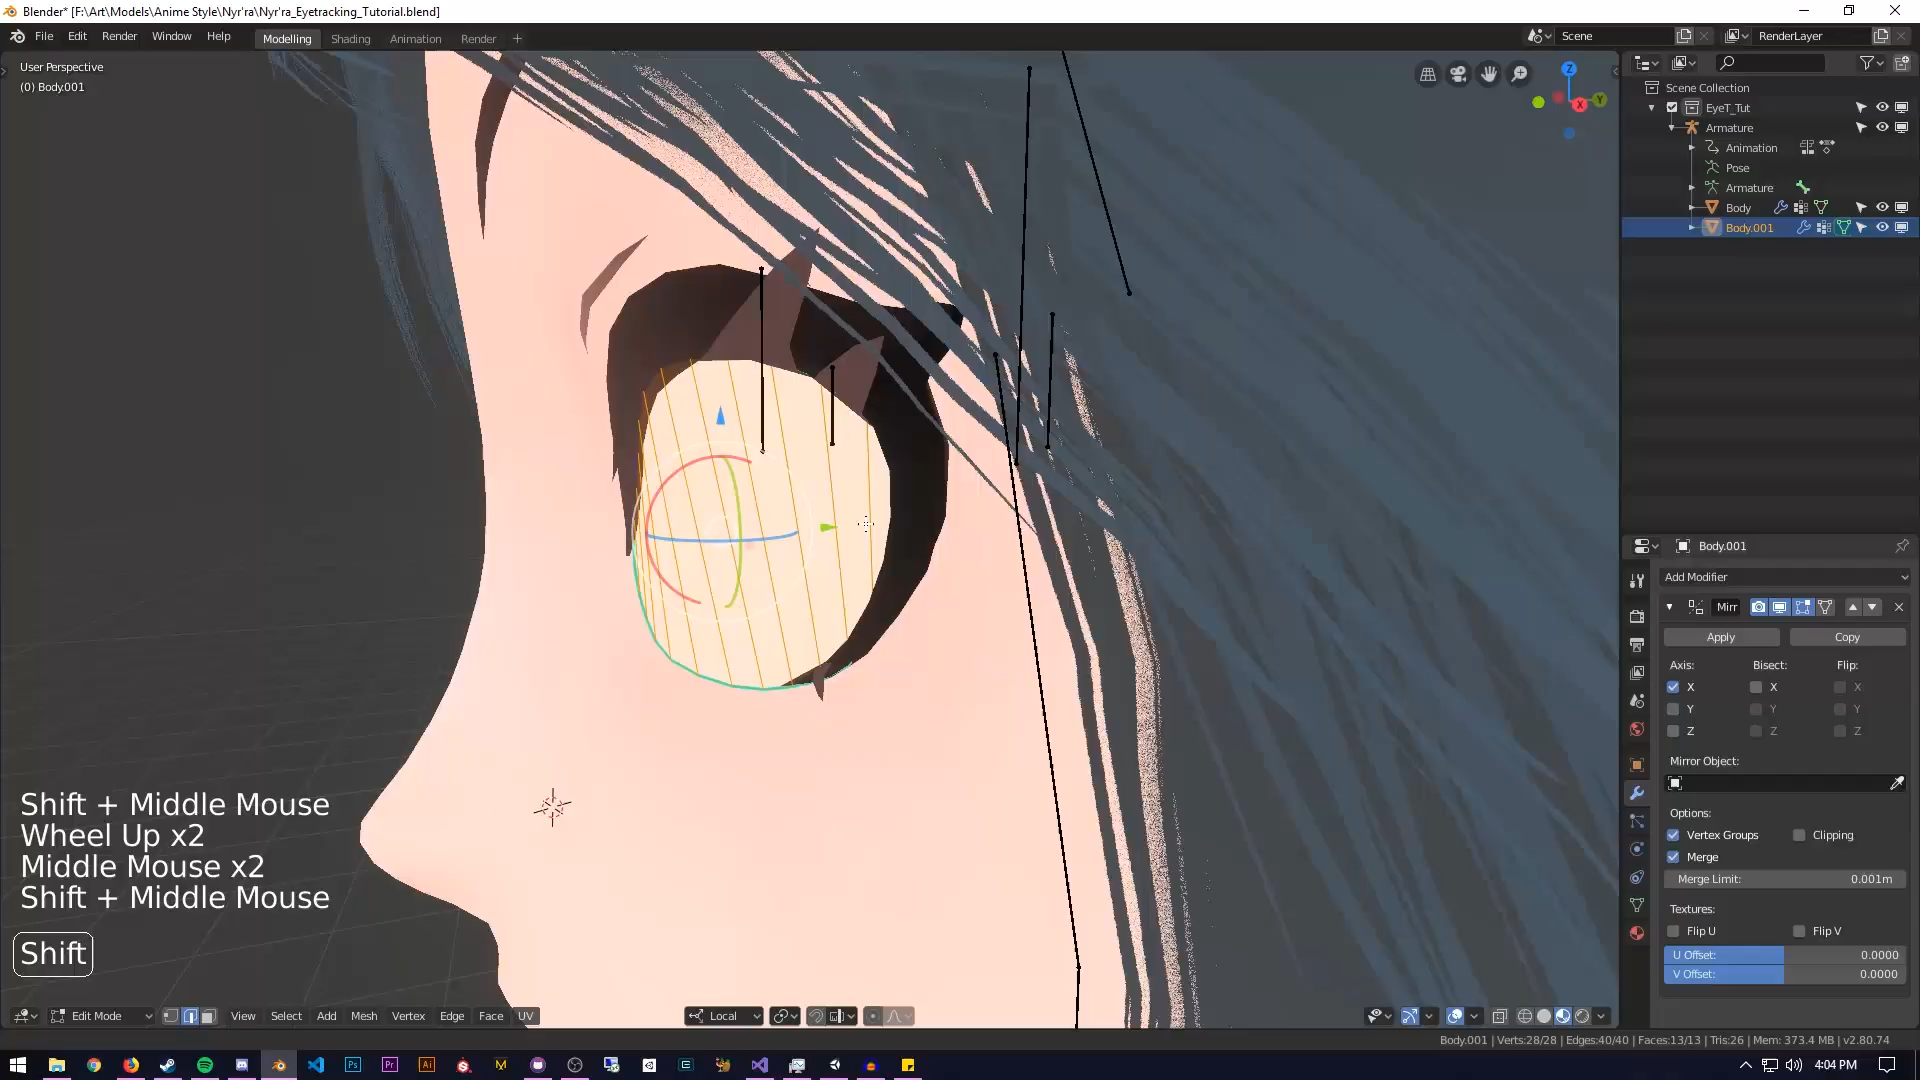 Blender* [F:\Art\Models\Anime Style\Nyr'ra\Nyr'ra_Eyetracking_Tutorial.blend]
File Edit Render Window Help Modelling Shading Animation Render + Scene RenderLayer
User Perspective
(0) Body.001
Z
Y
X
Scene Collection
EyeT_Tut
Armature
Animation
Pose
Armature
Body
Body.001
Body.001
Add Modifier
Mirr
Apply Copy
Axis: Bisect: Flip:
X X X
Y Y Y
Z Z Z
Mirror Object:
Options:
Vertex Groups Clipping
Merge
Merge Limit: 0.001m
Textures:
Flip U Flip V
U Offset: 0.0000
V Offset: 0.0000
Shift + Middle Mouse
Wheel Up x2
Middle Mouse x2
Shift + Middle Mouse
Shift
Edit Mode View Select Add Mesh Vertex Edge Face UV Local
Body.001 | Verts:28/28 | Edges:40/40 | Faces:13/13 | Tris:26 | Mem: 373.4 MB | v2.80.74
Ps Pr Ai M
4:04 PM